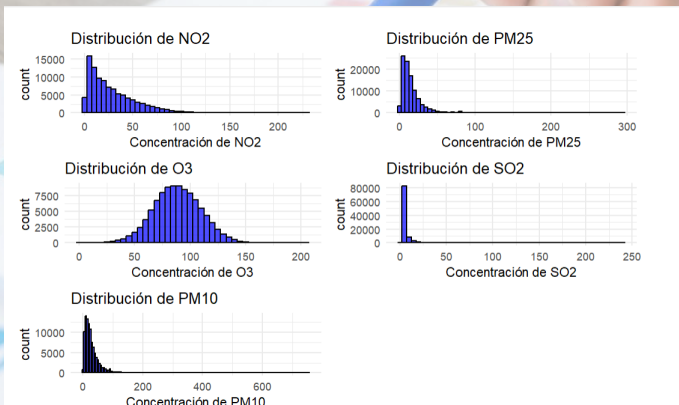 Distribución de NO2
15000
10000
5000
0
count
0 50 100 150 200
Concentración de NO2
Distribución de PM25
20000
10000
0
count
0 100 200 300
Concentración de PM25
Distribución de O3
7500
5000
2500
0
count
0 50 100 150 200
Concentración de O3
Distribución de SO2
80000
60000
40000
20000
0
count
0 50 100 150 200 250
Concentración de SO2
Distribución de PM10
10000
5000
0
count
0 200 400 600
Concentración de PM10